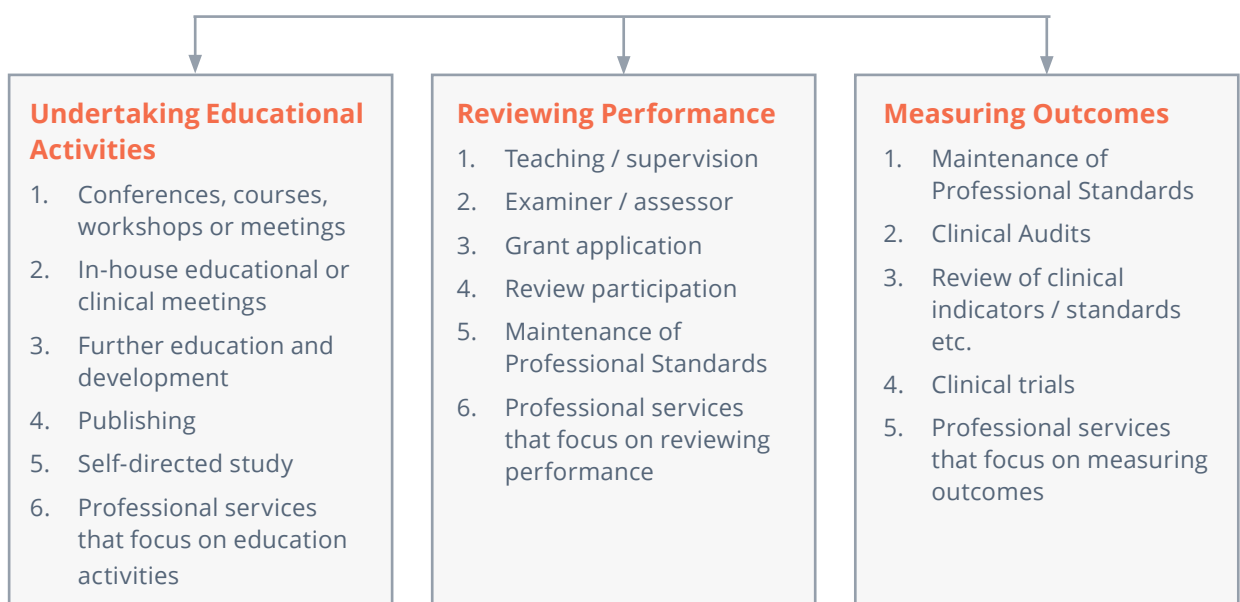 Undertaking Educational
Activities
1. Conferences, courses,
workshops or meetings
2. In-house educational or
clinical meetings
3. Further education and
development
4. Publishing
5. Self-directed study
6. Professional services
that focus on education
activities
Reviewing Performance
1. Teaching / supervision
2. Examiner / assessor
3. Grant application
4. Review participation
5. Maintenance of
Professional Standards
6. Professional services
that focus on reviewing
performance
Measuring Outcomes
1. Maintenance of
Professional Standards
2. Clinical Audits
3. Review of clinical
indicators / standards
etc.
4. Clinical trials
5. Professional services
that focus on measuring
outcomes